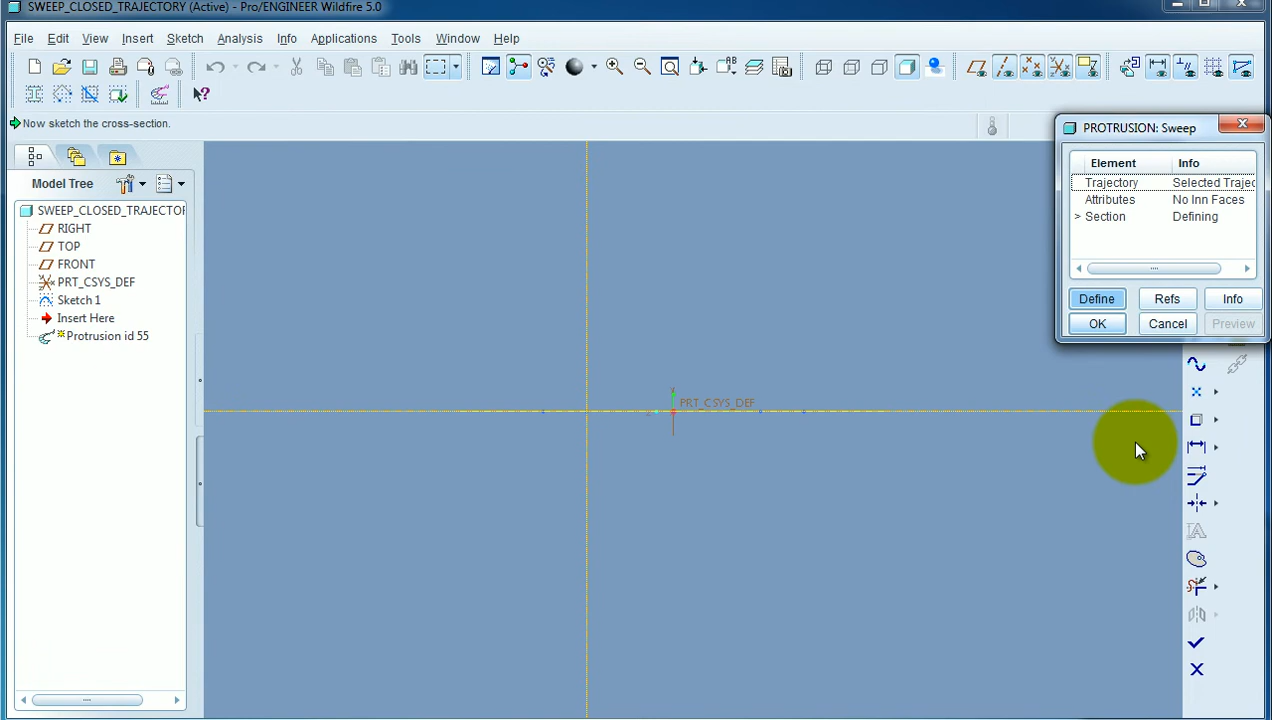 SWEEP_CLOSED_TRAJECTORY (Active) - Pro/ENGINEER Wildfire 5.0
File Edit View Insert Sketch Analysis Info Applications Tools Window Help
Now sketch the cross-section.
Model Tree
SWEEP_CLOSED_TRAJECTOR
RIGHT
TOP
FRONT
PRT_CSYS_DEF
Sketch 1
Insert Here
Protrusion id 55
PRT_CSYS_DEF
PROTRUSION: Sweep
Element Info
Trajectory Selected Trajec
Attributes No Inn Faces
> Section Defining
Define Refs Info
OK Cancel Preview